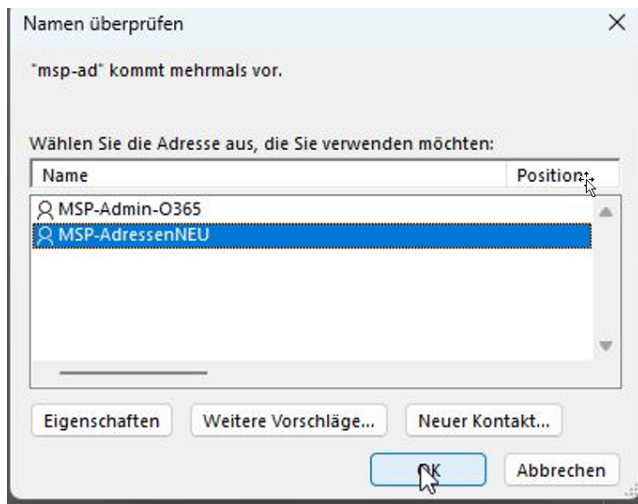 Namen überprüfen
"msp-ad" kommt mehrmals vor.
Wählen Sie die Adresse aus, die Sie verwenden möchten:
Name Position
MSP-Admin-O365
MSP-AdressenNEU
Eigenschaften Weitere Vorschläge... Neuer Kontakt...
OK Abbrechen